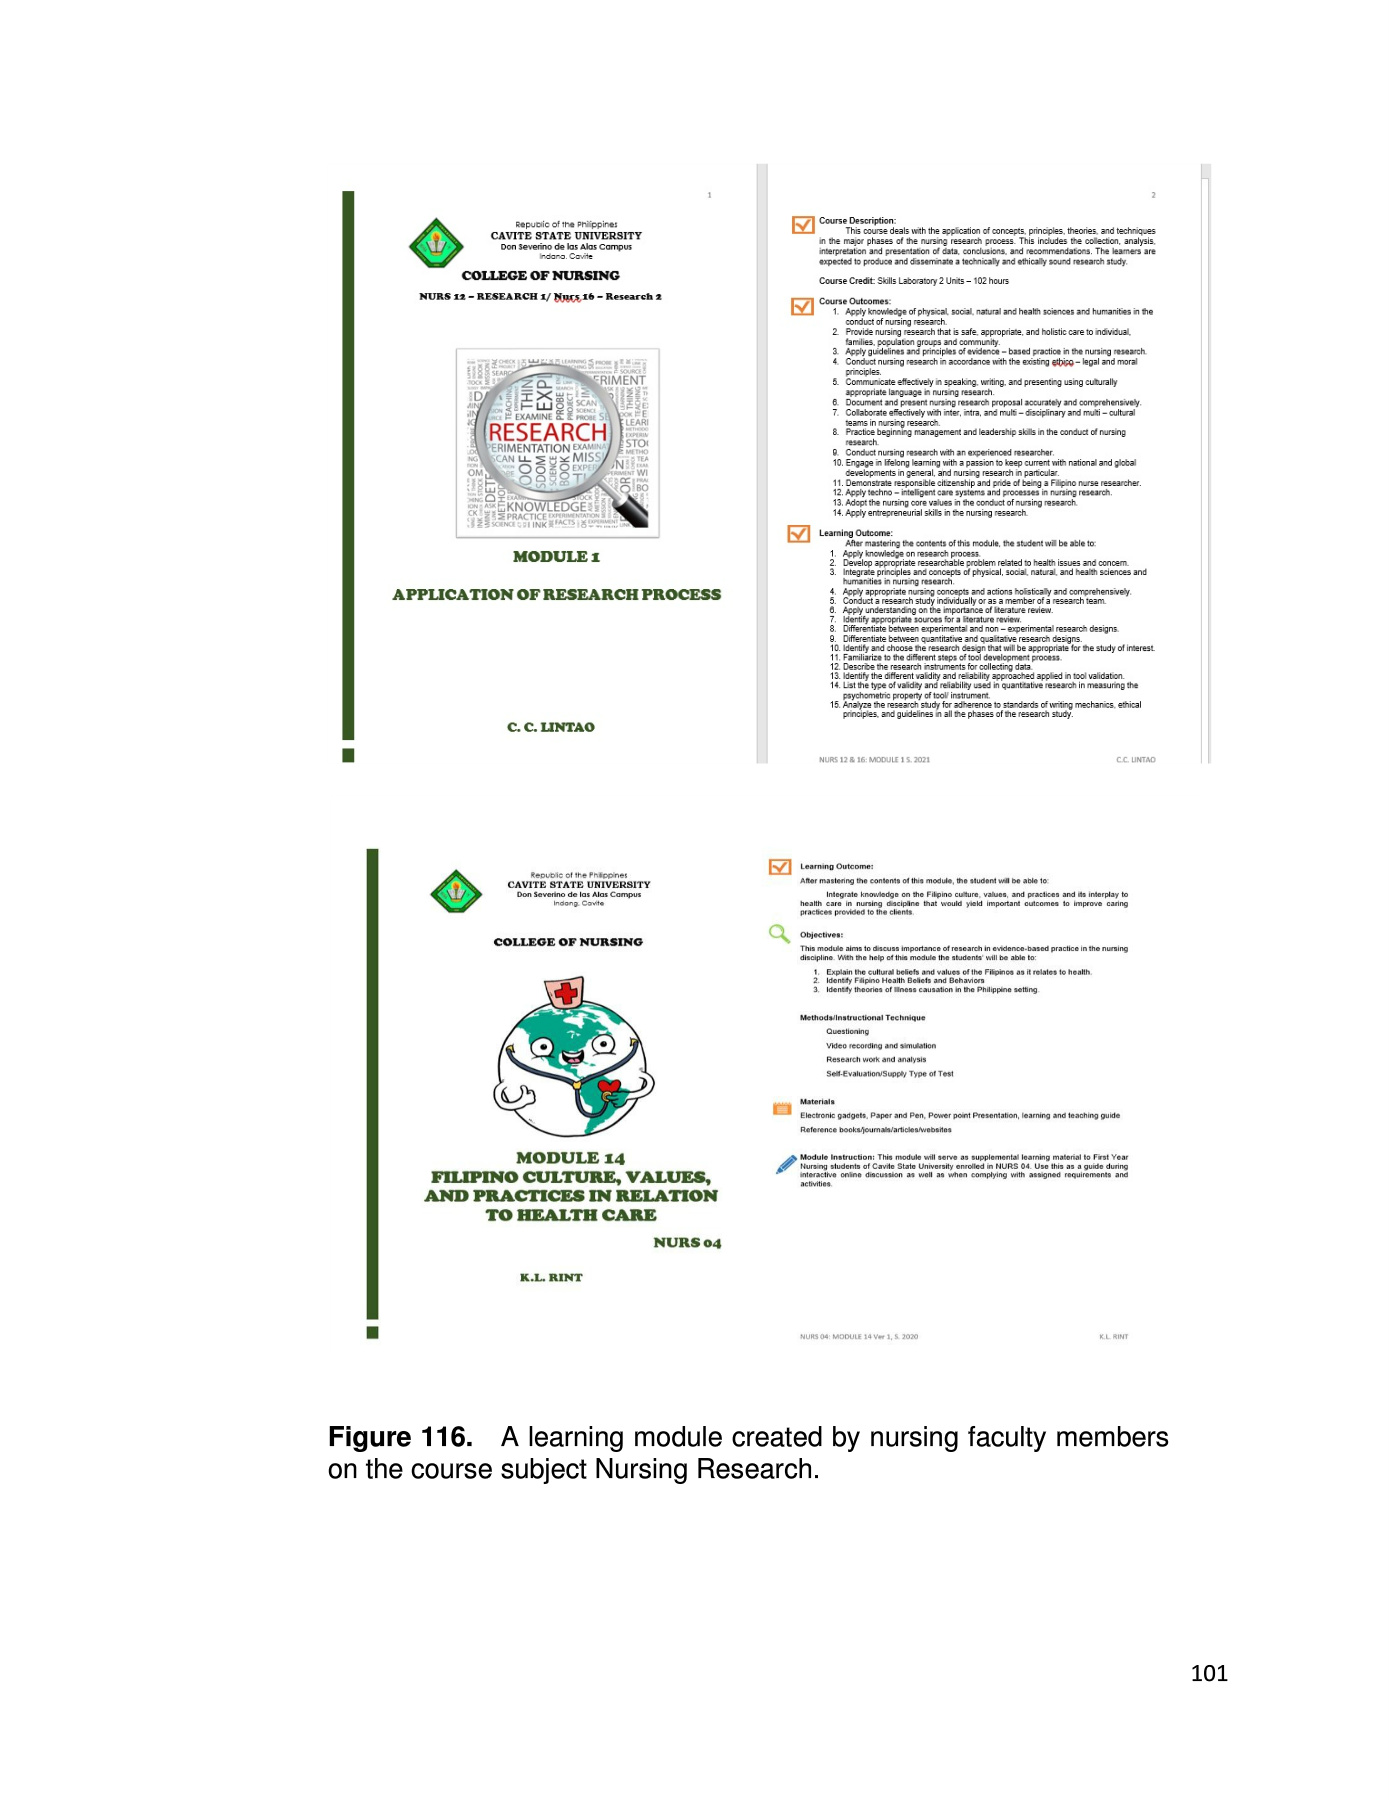 1
Republic of the Philippines
CAVITE STATE UNIVERSITY
Don Severino de las Alas Campus
Indang, Cavite
COLLEGE OF NURSING
NURS 12 – RESEARCH 1/ Nurs 16 – Research 2
RESEARCH
MODULE 1
APPLICATION OF RESEARCH PROCESS
C. C. LINTAO
2
Course Description:
This course deals with the application of concepts, principles, theories, and techniques
in the major phases of the nursing research process. This includes the collection, analysis,
interpretation and presentation of data, conclusions, and recommendations. The learners are
expected to produce and disseminate a technically and ethically sound research study.
Course Credit: Skills Laboratory 2 Units – 102 hours
Course Outcomes:
1. Apply knowledge of physical, social, natural and health sciences and humanities in the
conduct of nursing research.
2. Provide nursing research that is safe, appropriate, and holistic care to individual,
families, population groups and community.
3. Apply guidelines and principles of evidence – based practice in the nursing research.
4. Conduct nursing research in accordance with the existing ethico – legal and moral
principles.
5. Communicate effectively in speaking, writing, and presenting using culturally
appropriate language in nursing research.
6. Document and present nursing research proposal accurately and comprehensively.
7. Collaborate effectively with inter, intra, and multi – disciplinary and multi – cultural
teams in nursing research.
8. Practice beginning management and leadership skills in the conduct of nursing
research.
9. Conduct nursing research with an experienced researcher.
10. Engage in lifelong learning with a passion to keep current with national and global
developments in general, and nursing research in particular.
11. Demonstrate responsible citizenship and pride of being a Filipino nurse researcher.
12. Apply techno – intelligent care systems and processes in nursing research.
13. Adopt the nursing core values in the conduct of nursing research.
14. Apply entrepreneurial skills in the nursing research.
Learning Outcome:
After mastering the contents of this module, the student will be able to:
1. Apply knowledge on research process.
2. Develop appropriate researchable problem related to health issues and concern.
3. Integrate principles and concepts of physical, social, natural, and health sciences and
humanities in nursing research.
4. Apply appropriate nursing concepts and actions holistically and comprehensively.
5. Conduct a research study individually or as a member of a research team.
6. Apply understanding on the importance of literature review.
7. Identify appropriate sources for a literature review.
8. Differentiate between experimental and non – experimental research designs.
9. Differentiate between quantitative and qualitative research designs.
10. Identify and choose the research design that will be appropriate for the study of interest.
11. Familiarize to the different steps of tool development process.
12. Describe the research instruments for collecting data.
13. Identify the different validity and reliability approached applied in tool validation.
14. List the type of validity and reliability used in quantitative research in measuring the
psychometric property of tool/ instrument.
15. Analyze the research study for adherence to standards of writing mechanics, ethical
principles, and guidelines in all the phases of the research study.
NURS 12 & 16: MODULE 1 S. 2021 C.C. LINTAO
Republic of the Philippines
CAVITE STATE UNIVERSITY
Don Severino de las Alas Campus
Indang, Cavite
COLLEGE OF NURSING
MODULE 14
FILIPINO CULTURE, VALUES,
AND PRACTICES IN RELATION
TO HEALTH CARE
NURS 04
K.L. RINT
Learning Outcome:
After mastering the contents of this module, the student will be able to:
Integrate knowledge on the Filipino culture, values, and practices and its interplay to
health care in nursing discipline that would yield important outcomes to improve caring
practices provided to the clients.
Objectives:
This module aims to discuss importance of research in evidence-based practice in the nursing
discipline. With the help of this module the students' will be able to:
1. Explain the cultural beliefs and values of the Filipinos as it relates to health.
2. Identify Filipino Health Beliefs and Behaviors
3. Identify theories of Illness causation in the Philippine setting.
Methods/Instructional Technique
Questioning
Video recording and simulation
Research work and analysis
Self-Evaluation/Supply Type of Test
Materials
Electronic gadgets, Paper and Pen, Power point Presentation, learning and teaching guide
Reference books/journals/articles/websites
Module Instruction: This module will serve as supplemental learning material to First Year
Nursing students of Cavite State University enrolled in NURS 04. Use this as a guide during
interactive online discussion as well as when complying with assigned requirements and
activities.
NURS 04: MODULE 14 Ver 1, S. 2020 K.L. RINT
Figure 116. A learning module created by nursing faculty members
on the course subject Nursing Research.
101